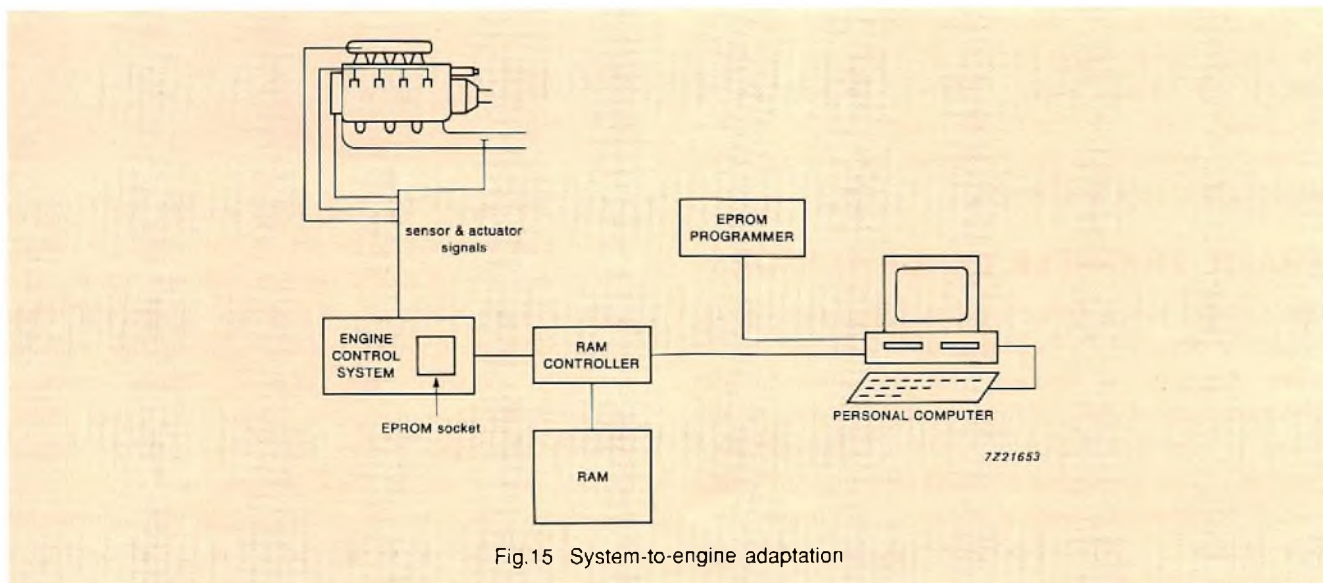 sensor & actuator
signals
EPROM
PROGRAMMER
ENGINE
CONTROL
SYSTEM
RAM
CONTROLLER
EPROM socket
RAM
PERSONAL COMPUTER
7Z21653
Fig.15 System-to-engine adaptation